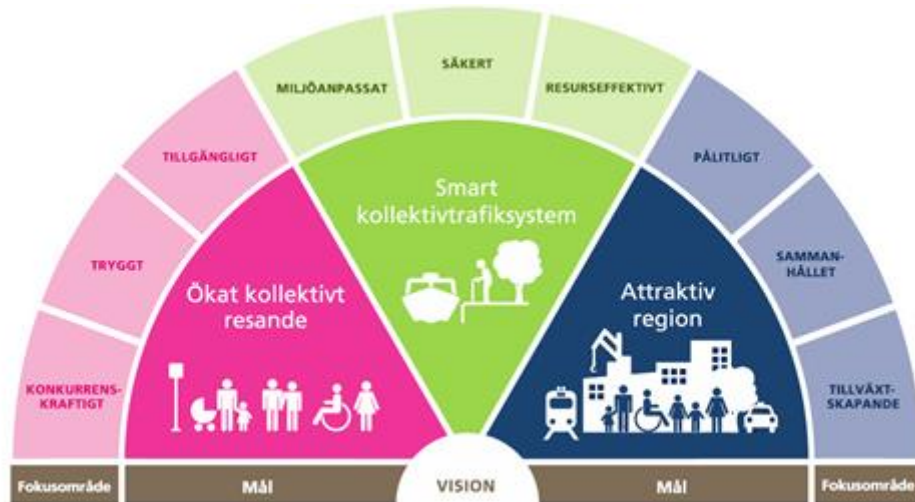 MILJÖANPASSAT
SÄKERT
RESURSEFFEKTIVT
TILLGÄNGLIGT
PÅLITLIGT
TRYGGT
SAMMAN-
HÅLLET
KONKURRENS-
KRAFTIGT
TILLVÄXT-
SKAPANDE
Smart
kollektivtrafiksystem
Ökat kollektivt
resande
Attraktiv
region
Fokusområde
Mål
VISION
Mål
Fokusområde